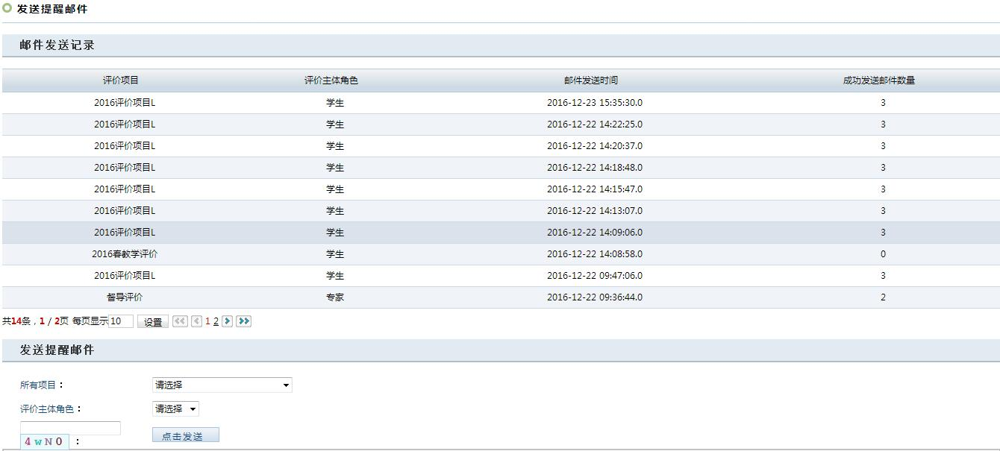 发送提醒邮件
邮件发送记录
评价项目 评价主体角色 邮件发送时间 成功发送邮件数量
2016评价项目L 学生 2016-12-23 15:35:30.0 3
2016评价项目L 学生 2016-12-22 14:22:25.0 3
2016评价项目L 学生 2016-12-22 14:20:37.0 3
2016评价项目L 学生 2016-12-22 14:18:48.0 3
2016评价项目L 学生 2016-12-22 14:15:47.0 3
2016评价项目L 学生 2016-12-22 14:13:07.0 3
2016评价项目L 学生 2016-12-22 14:09:06.0 3
2016春教学评价 学生 2016-12-22 14:08:58.0 0
2016评价项目L 学生 2016-12-22 09:47:06.0 3
督导评价 专家 2016-12-22 09:36:44.0 2
共14条，1 / 2页 每页显示10 设置 1 2
发送提醒邮件
所有项目： 请选择
评价主体角色： 请选择
4wN0 ： 点击发送